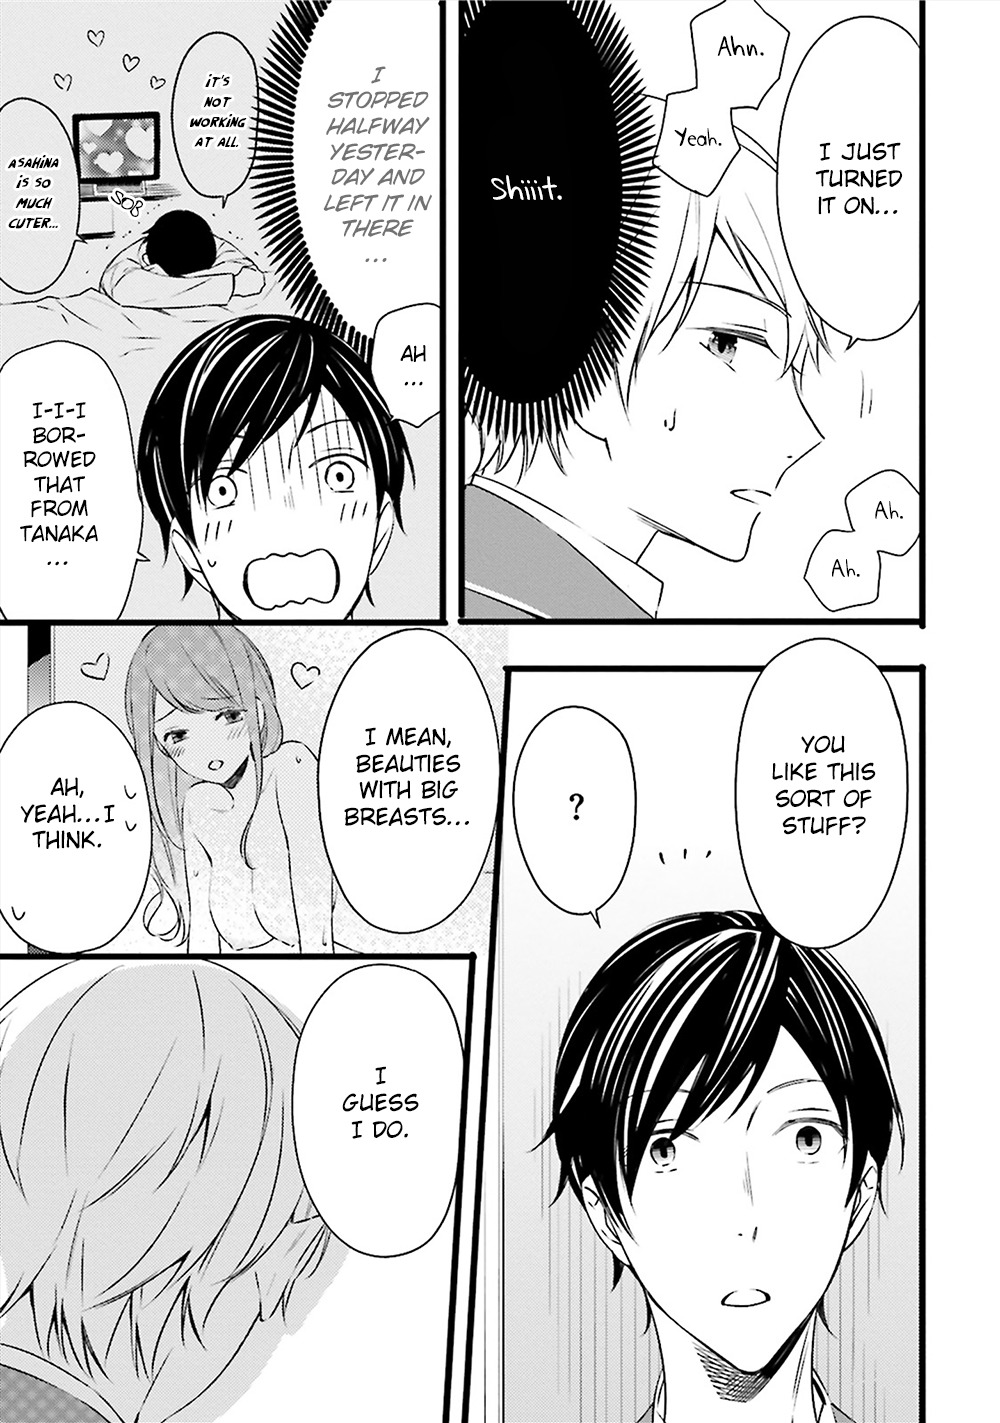 Ahn.
Yeah.
I JUST
TURNED
IT ON...
Shiiit.
Ah.
Ah.
I
STOPPED
HALFWAY
YESTER-
DAY AND
LEFT IT IN
THERE
...
IT'S
NOT
WORKING
AT ALL.
ASAHINA
IS SO
MUCH
CUTER...
SOB
AH
...
I-I-I
BOR-
ROWED
THAT
FROM
TANAKA
...
YOU
LIKE THIS
SORT OF
STUFF?
?
I MEAN,
BEAUTIES
WITH BIG
BREASTS...
AH,
YEAH...I
THINK.
I
GUESS
I DO.